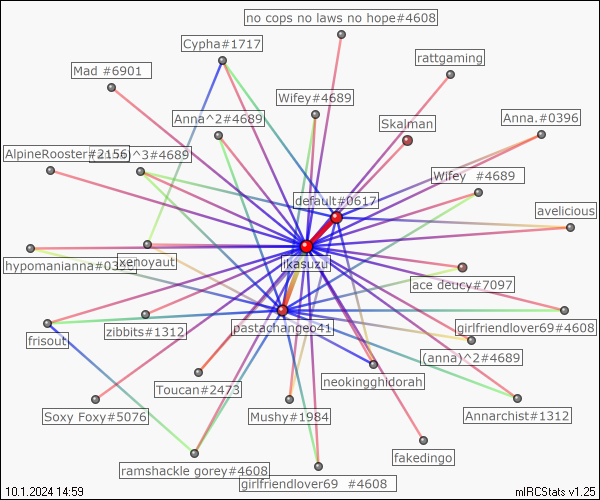 no cops no laws no hope#4608
Cypha#1717
rattgaming
Mad #6901
Wifey#4689
Anna^2#4689
Skalman
Anna.#0396
AlpineRooster#2156
)^3#4689
Wifey #4689
default#0617
avelicious
hypomanianna#03
xenoyaut
ikasuzu
ace deucy#7097
zibbits#1312
pastachangeo41
girlfriendlover69#4608
frisout
(anna)^2#4689
Toucan#2473
neokingghidorah
Soxy Foxy#5076
Mushy#1984
Annarchist#1312
fakedingo
ramshackle gorey#4608
girlfriendlover69 #4608
10.1.2024 14:59
mIRCStats v1.25